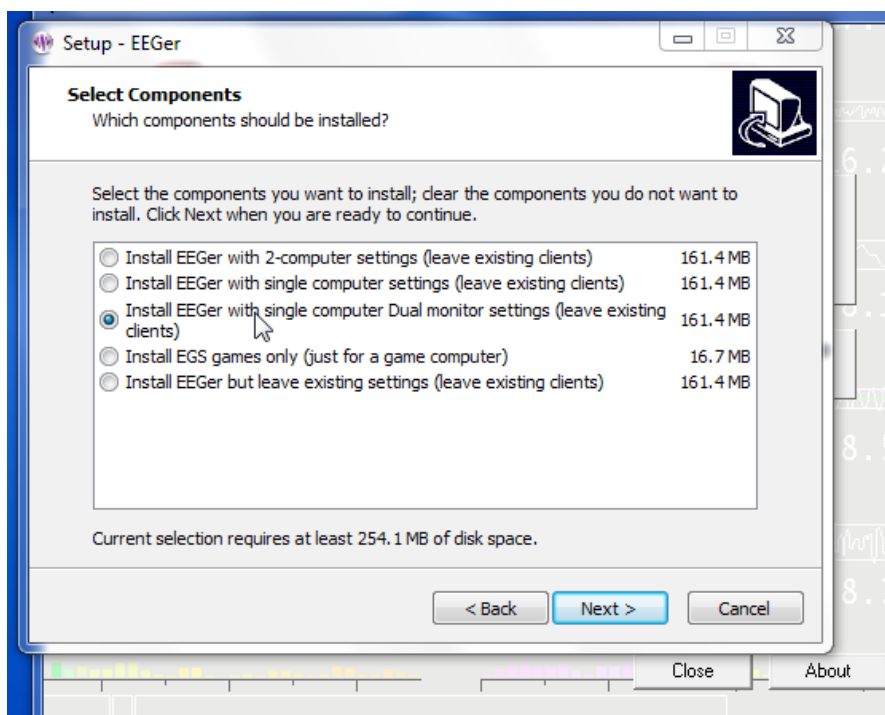 Setup - EEGer
Select Components
Which components should be installed?
Select the components you want to install; clear the components you do not want to
install. Click Next when you are ready to continue.
Install EEGer with 2-computer settings (leave existing clients) 161.4 MB
Install EEGer with single computer settings (leave existing clients) 161.4 MB
Install EEGer with single computer Dual monitor settings (leave existing
clients) 161.4 MB
Install EGS games only (just for a game computer) 16.7 MB
Install EEGer but leave existing settings (leave existing clients) 161.4 MB
Current selection requires at least 254.1 MB of disk space.
< Back Next > Cancel
Close About